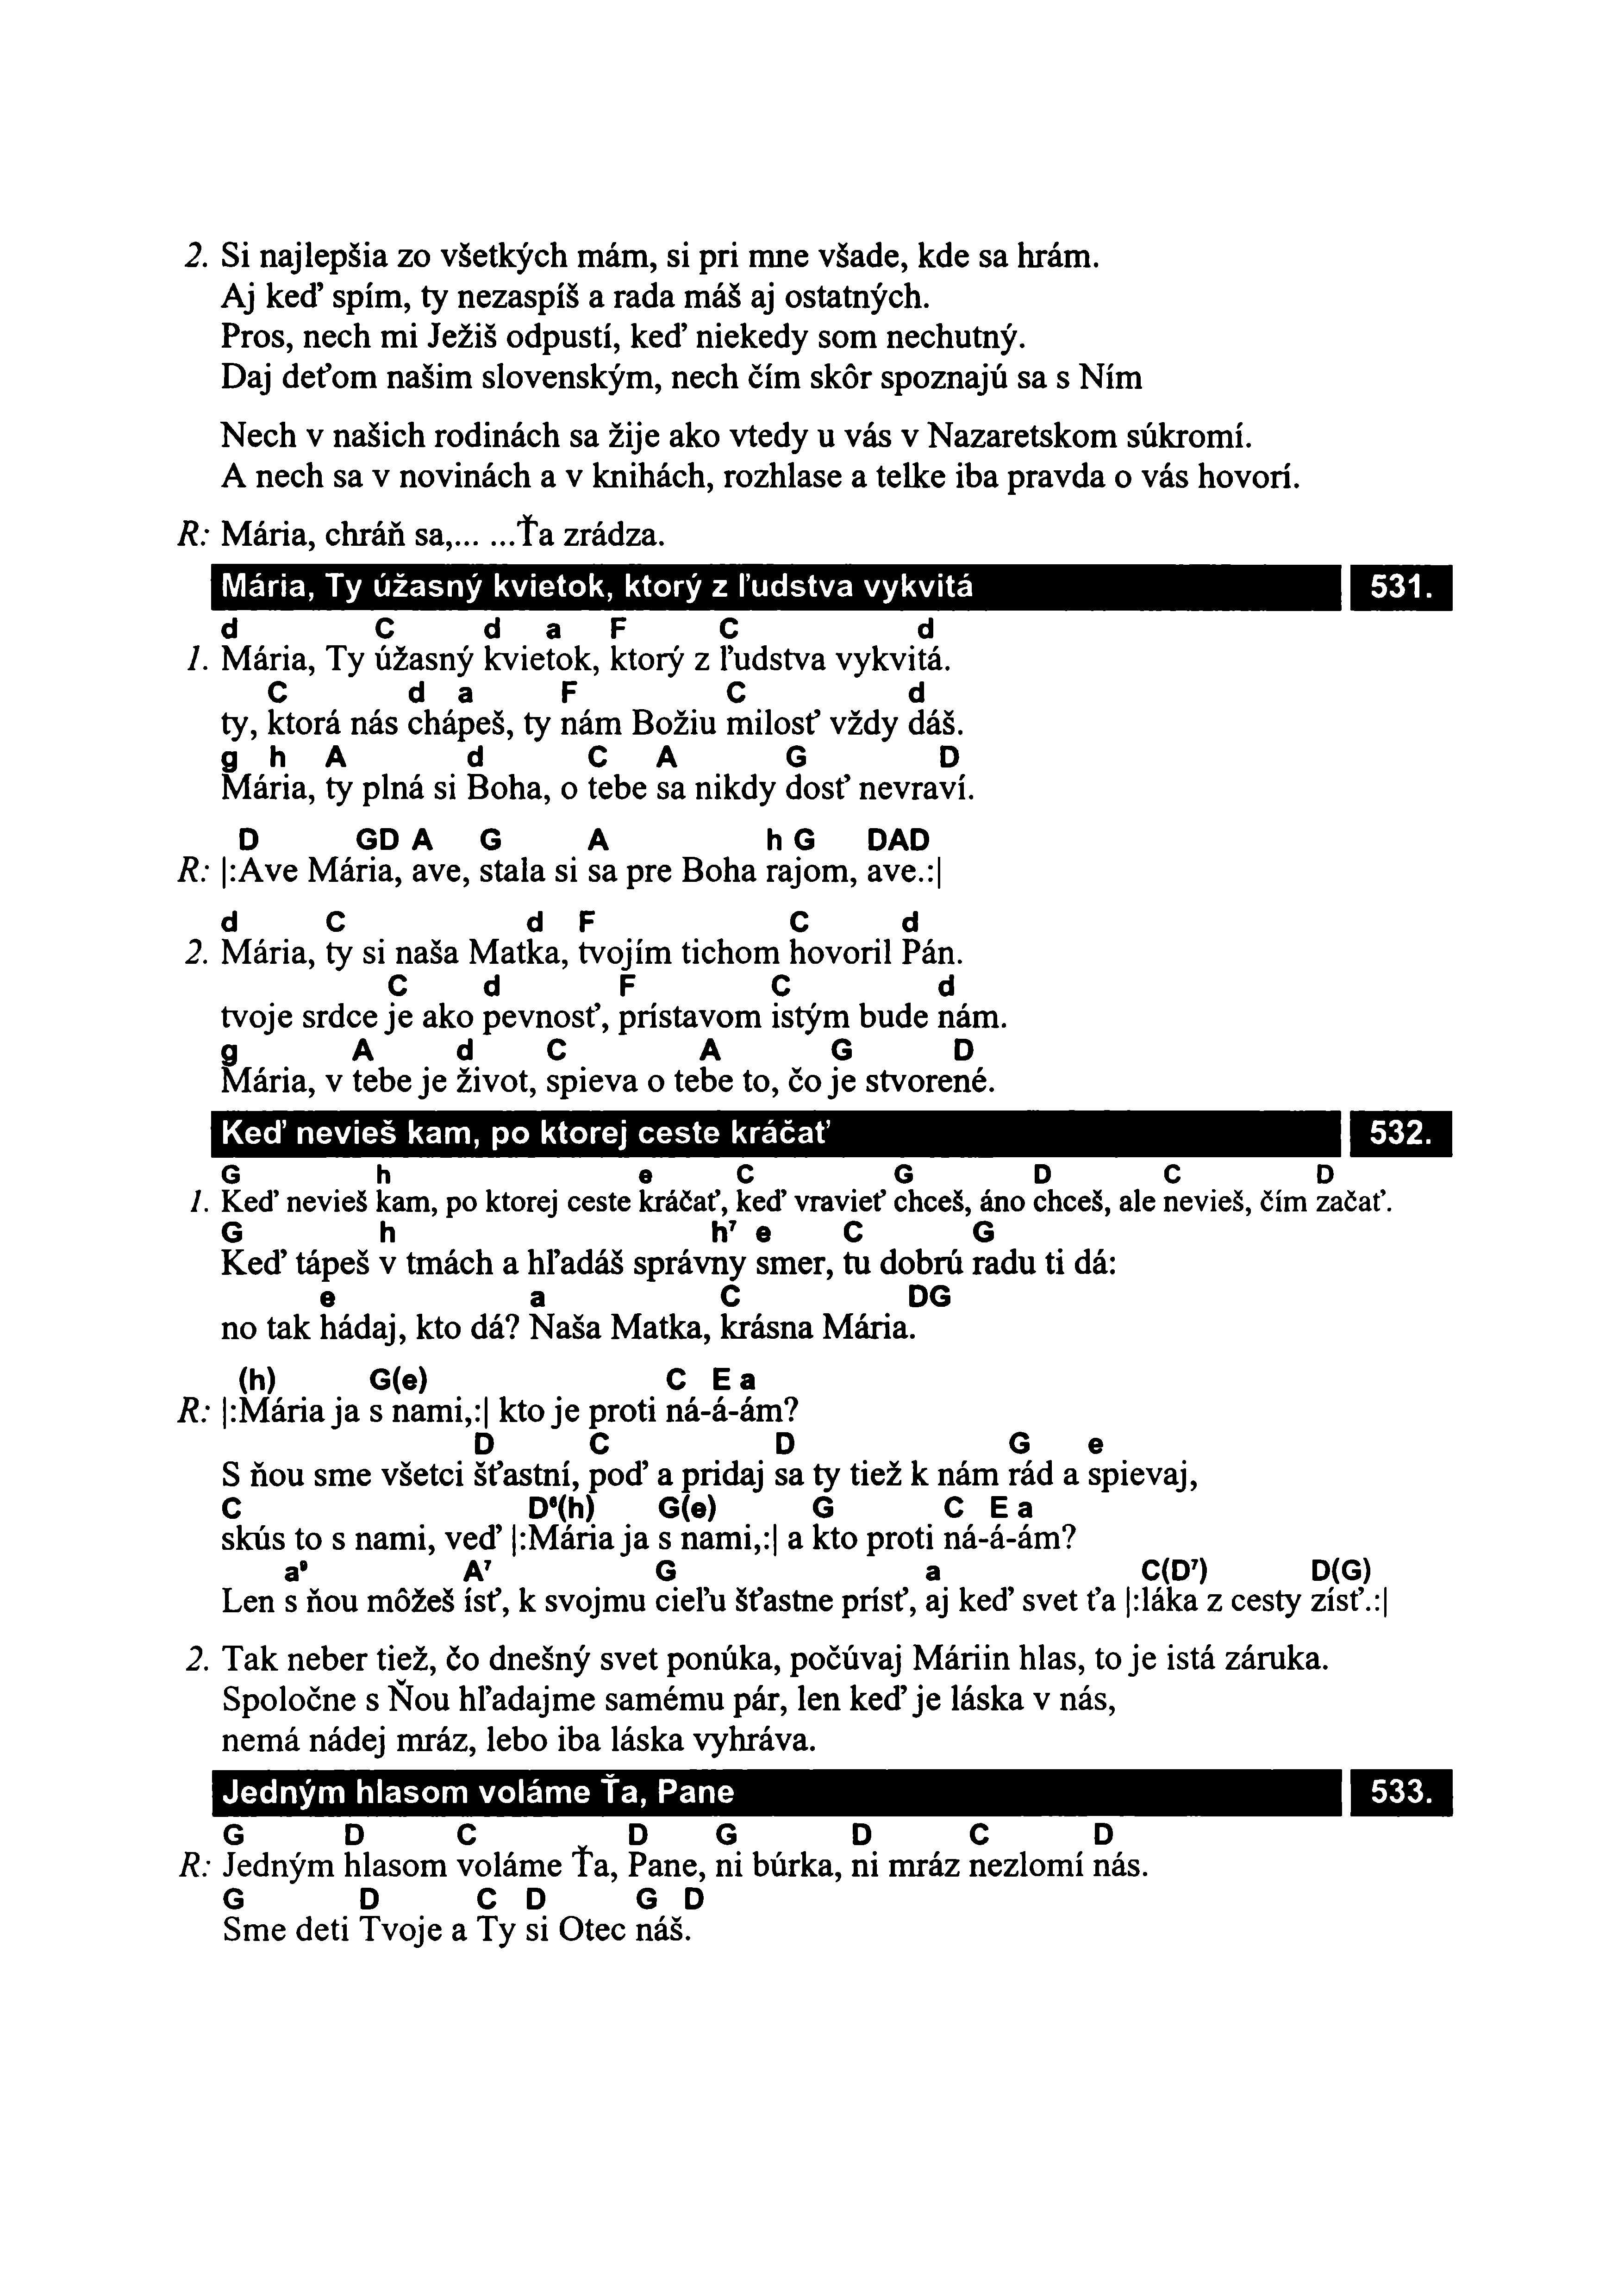 2. Si najlepšia zo všetkých mám, si pri mne všade, kde sa hrám.
Aj keď spím, ty nezaspíš a rada máš aj ostatných.
Pros, nech mi Ježiš odpustí, keď niekedy som nechutný.
Daj deťom našim slovenským, nech čím skôr spoznajú sa s Ním
Nech v našich rodinách sa žije ako vtedy u vás v Nazaretskom súkromí.
A nech sa v novinách a v knihách, rozhlase a telke iba pravda o vás hovorí.
R: Mária, chráň sa,... ...Ťa zrádza.
Mária, Ty úžasný kvietok, ktorý z ľudstva vykvitá 531.
d C d a F C d
1. Mária, Ty úžasný kvietok, ktorý z ľudstva vykvitá.
C d a F C d
ty, ktorá nás chápeš, ty nám Božiu milosť vždy dáš.
g h A d C A G D
Mária, ty plná si Boha, o tebe sa nikdy dosť nevraví.
D GD A G A h G DAD
R: |:Ave Mária, ave, stala si sa pre Boha rajom, ave.:|
d C d F C d
2. Mária, ty si naša Matka, tvojím tichom hovoril Pán.
C d F C d
tvoje srdce je ako pevnosť, prístavom istým bude nám.
g A d C A G D
Mária, v tebe je život, spieva o tebe to, čo je stvorené.
Keď nevieš kam, po ktorej ceste kráčať 532.
G h e C G D C D
1. Keď nevieš kam, po ktorej ceste kráčať, keď vravieť chceš, áno chceš, ale nevieš, čím začať.
G h h⁷ e C G
Keď tápeš v tmách a hľadáš správny smer, tu dobrú radu ti dá:
e a C DG
no tak hádaj, kto dá? Naša Matka, krásna Mária.
(h) G(e) C E a
R: |:Mária ja s nami,:| kto je proti ná-á-ám?
D C D G e
S ňou sme všetci šťastní, poď a pridaj sa ty tiež k nám rád a spievaj,
C D⁶(h) G(e) G C E a
skús to s nami, veď |:Mária ja s nami,:| a kto proti ná-á-ám?
a⁹ A⁷ G a C(D⁷) D(G)
Len s ňou môžeš ísť, k svojmu cieľu šťastne prísť, aj keď svet ťa |:láka z cesty zísť.:|
2. Tak neber tiež, čo dnešný svet ponúka, počúvaj Máriin hlas, to je istá záruka.
Spoločne s Ňou hľadajme samému pár, len keď je láska v nás,
nemá nádej mráz, lebo iba láska vyhráva.
Jedným hlasom voláme Ťa, Pane 533.
G D C D G D C D
R: Jedným hlasom voláme Ťa, Pane, ni búrka, ni mráz nezlomí nás.
G D C D G D
Sme deti Tvoje a Ty si Otec náš.